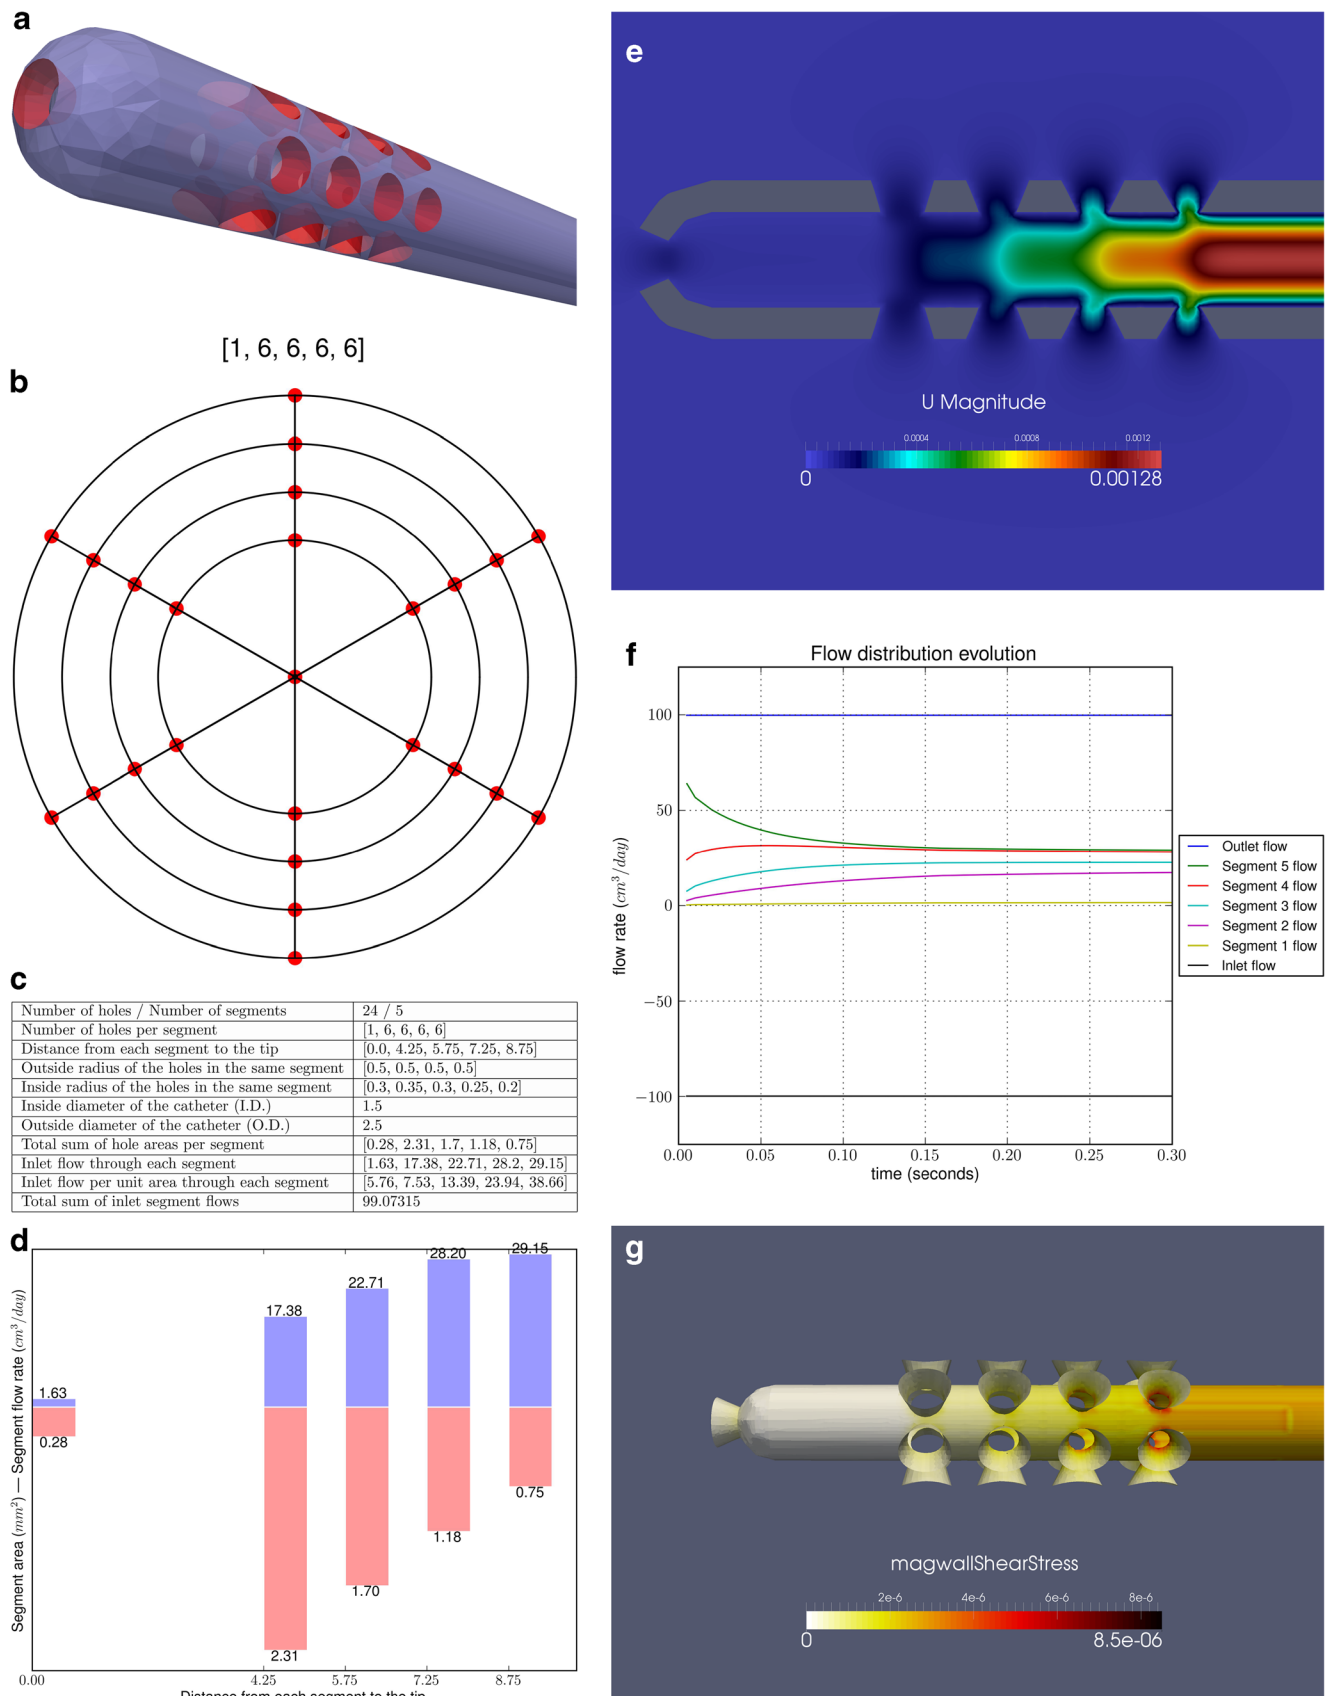 a
[1, 6, 6, 6, 6]
b
c
Number of holes / Number of segments 24 / 5
Number of holes per segment [1, 6, 6, 6, 6]
Distance from each segment to the tip [0.0, 4.25, 5.75, 7.25, 8.75]
Outside radius of the holes in the same segment [0.5, 0.5, 0.5, 0.5]
Inside radius of the holes in the same segment [0.3, 0.35, 0.3, 0.25, 0.2]
Inside diameter of the catheter (I.D.) 1.5
Outside diameter of the catheter (O.D.) 2.5
Total sum of hole areas per segment [0.28, 2.31, 1.7, 1.18, 0.75]
Inlet flow through each segment [1.63, 17.38, 22.71, 28.2, 29.15]
Inlet flow per unit area through each segment [5.76, 7.53, 13.39, 23.94, 38.66]
Total sum of inlet segment flows 99.07315
d
Segment area (mm²) — Segment flow rate (cm³/day)
1.63
17.38
22.71
28.20
29.15
0.28
2.31
1.70
1.18
0.75
0.00 4.25 5.75 7.25 8.75
Distance from each segment to the tip
e
U Magnitude
0.0004 0.0008 0.0012
0 0.00128
f
Flow distribution evolution
flow rate (cm³/day)
100
50
0
−50
−100
0.00 0.05 0.10 0.15 0.20 0.25 0.30
time (seconds)
Outlet flow
Segment 5 flow
Segment 4 flow
Segment 3 flow
Segment 2 flow
Segment 1 flow
Inlet flow
g
magwallShearStress
2e-6 4e-6 6e-6 8e-6
0 8.5e-06